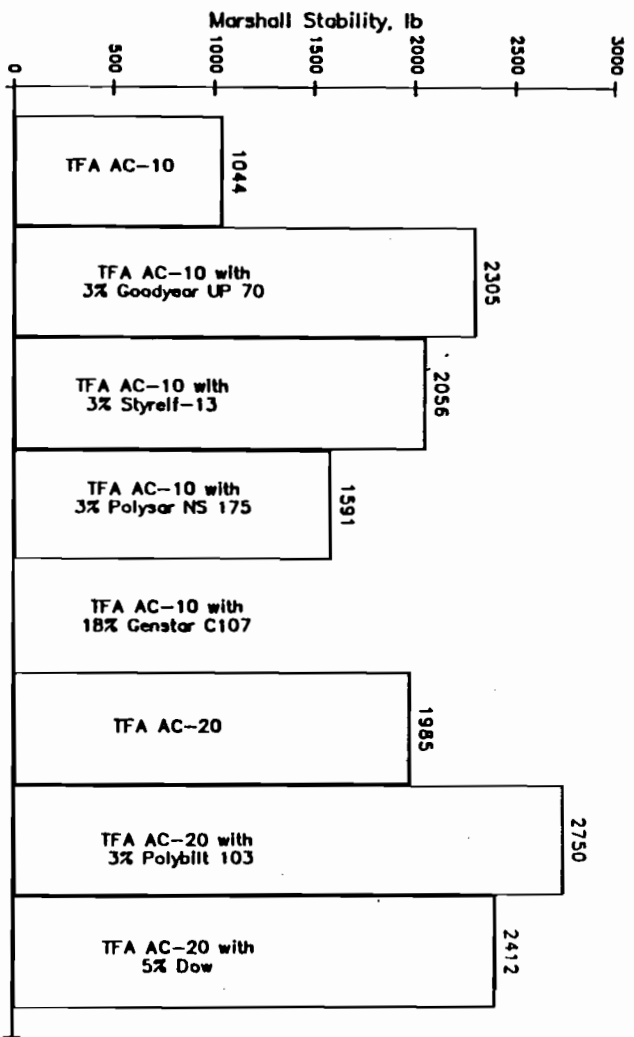 Marshall Stability, lb
0
500
1000
1500
2000
2500
3000
TFA AC-10
1044
TFA AC-10 with
3% Goodyear UP 70
2305
TFA AC-10 with
3% Styrelf-13
2056
TFA AC-10 with
3% Polysar NS 175
1591
TFA AC-10 with
18% Genstar C107
TFA AC-20
1985
TFA AC-20 with
3% Polybilt 103
2750
TFA AC-20 with
5% Dow
2412